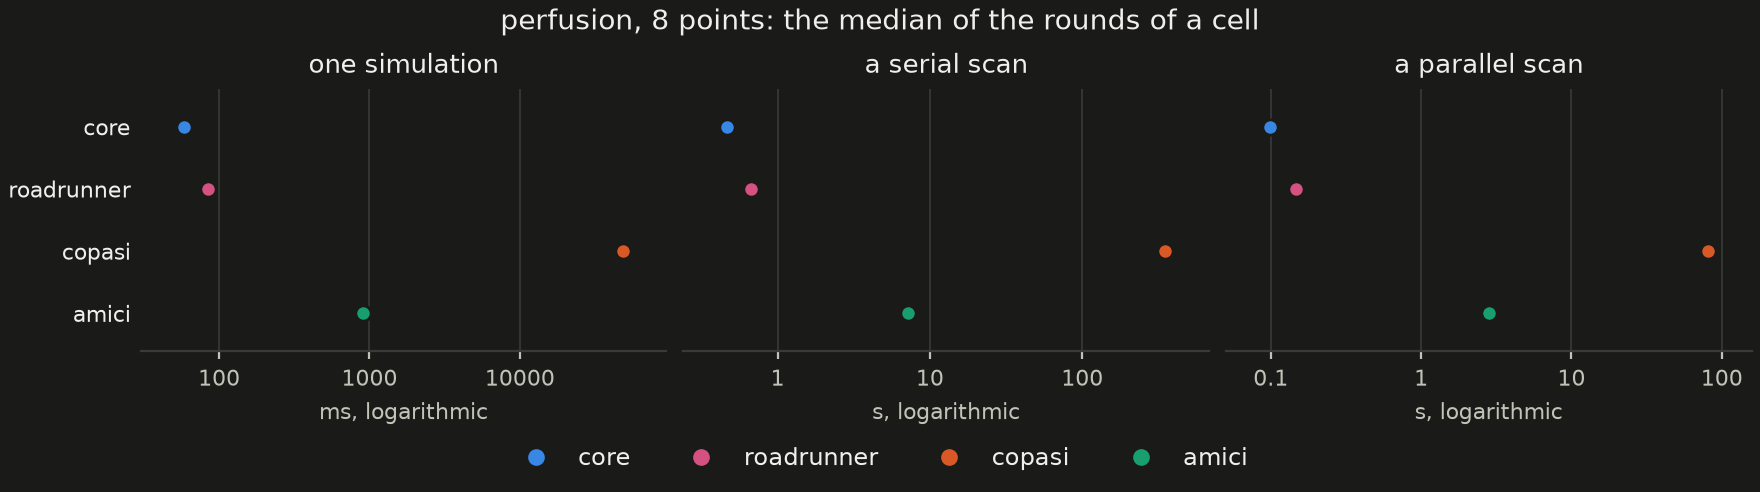 perfusion, 8 points: the median of the rounds of a cell
one simulation
a serial scan
a parallel scan
core
roadrunner
copasi
amici
100 1000 10000
1 10 100
0.1 1 10 100
ms, logarithmic
s, logarithmic
s, logarithmic
core roadrunner copasi amici